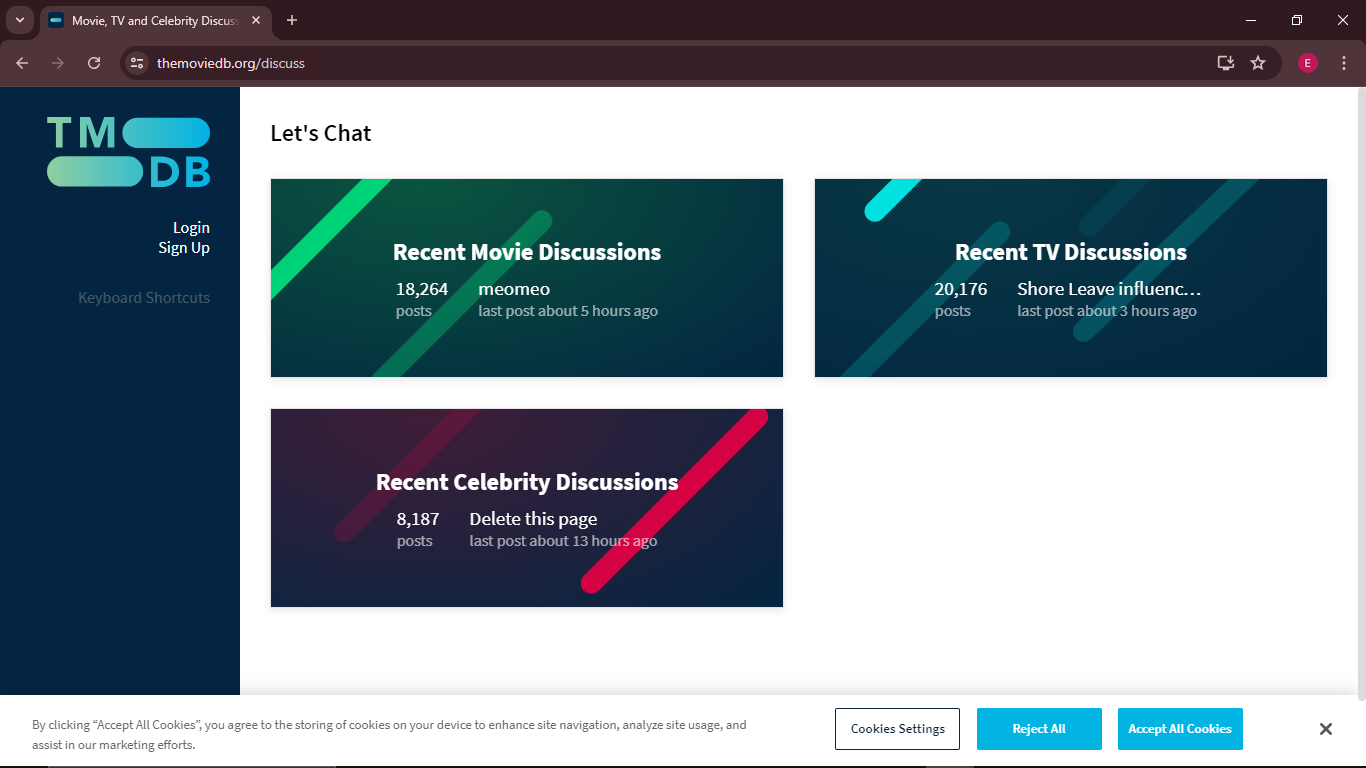 Movie, TV and Celebrity Discuss
themoviedb.org/discuss
E
TM
DB
Login
Sign Up
Keyboard Shortcuts
Let's Chat
Recent Movie Discussions
18,264 meomeo
posts last post about 5 hours ago
Recent TV Discussions
20,176 Shore Leave influenc…
posts last post about 3 hours ago
Recent Celebrity Discussions
8,187 Delete this page
posts last post about 13 hours ago
By clicking “Accept All Cookies”, you agree to the storing of cookies on your device to enhance site navigation, analyze site usage, and
assist in our marketing efforts.
Cookies Settings
Reject All
Accept All Cookies